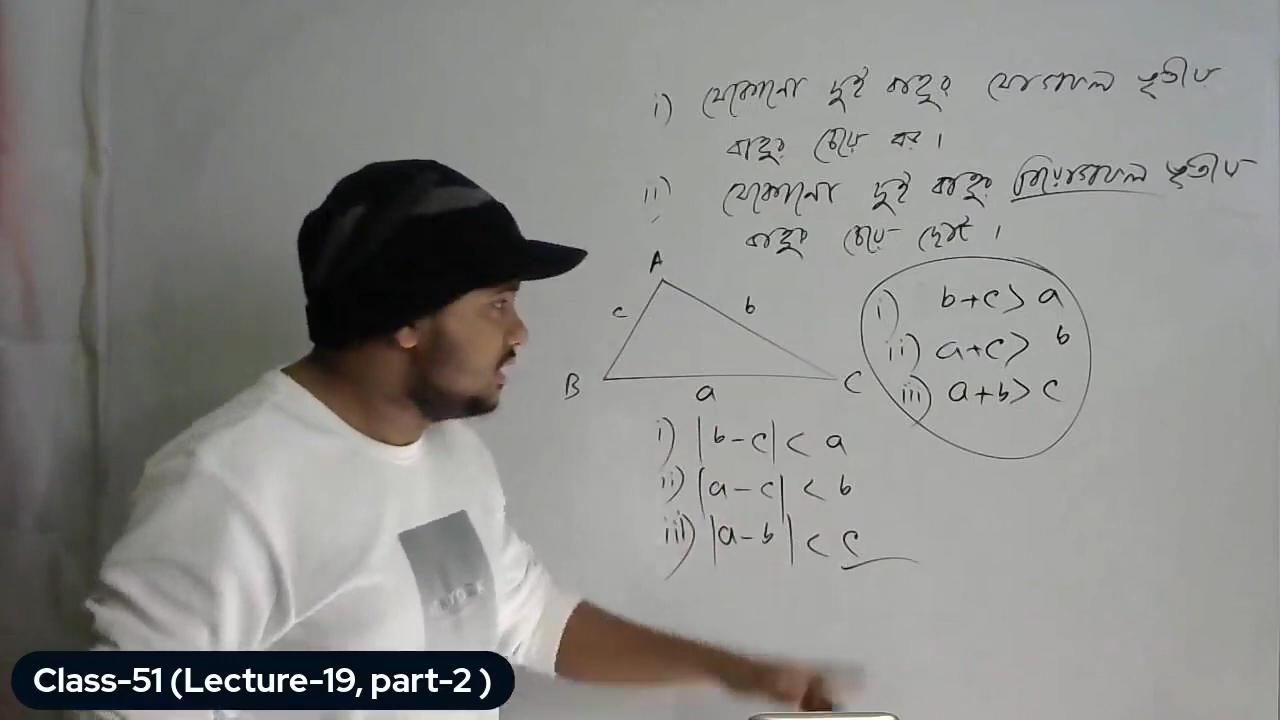 i) যেকোনো দুই বাহুর যোগফল তৃতীয়
বাহুর চেয়ে বড় ।
ii) যেকোনো দুই বাহুর বিয়োগফল তৃতীয়
বাহুর চেয়ে ছোট ।
A
c b
B a C
i) b+c> a
ii) a+c> b
iii) a+b> c
i) |b-c| < a
ii) |a-c| < b
iii) |a-b| < c
Class-51 (Lecture-19, part-2 )